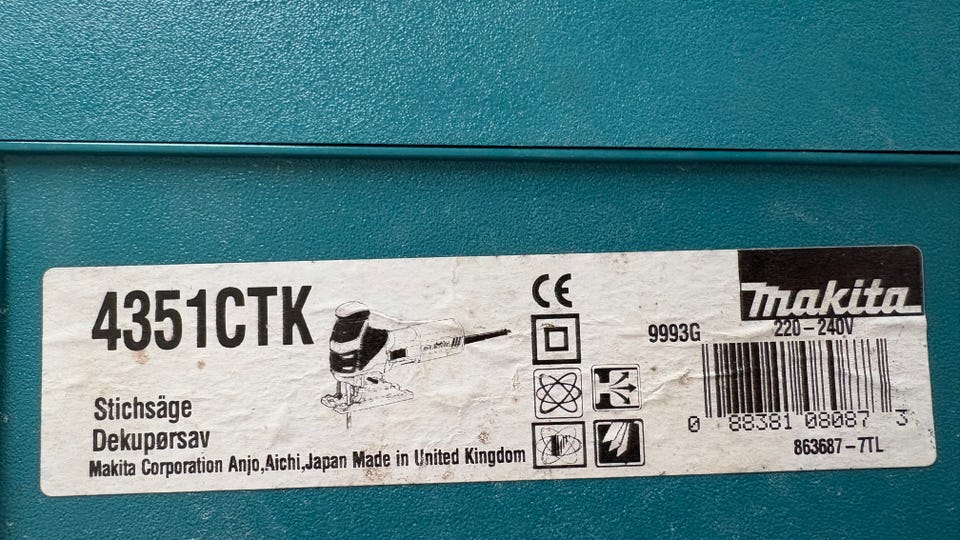 4351CTK
Stichsäge
Dekupørsav
Makita Corporation Anjo,Aichi,Japan Made in United Kingdom
CE
9993G
makita
220-240V
0 88381 08087 3
863687-7TL